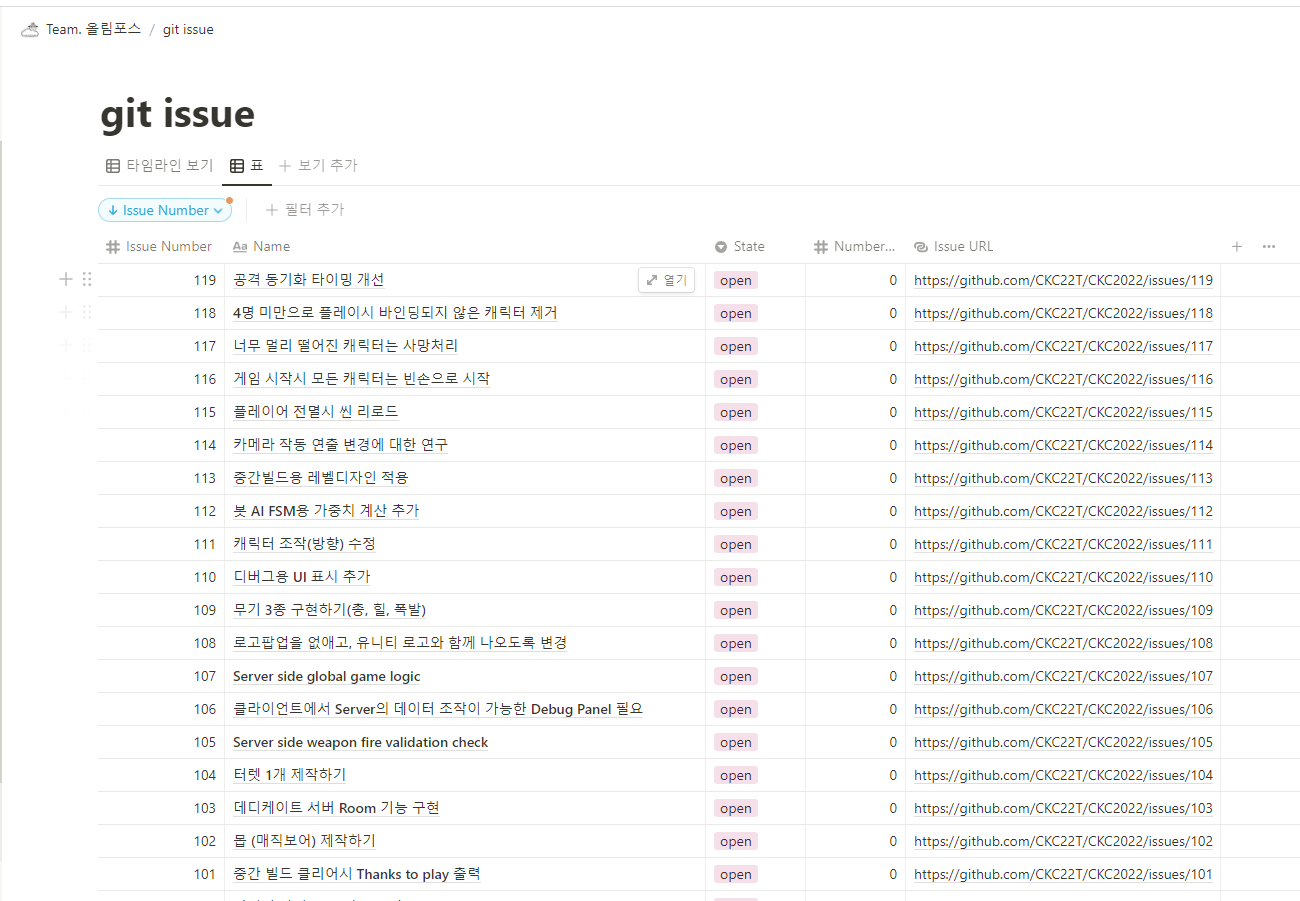 Team. 올림포스 / git issue
git issue
타임라인 보기 표 + 보기 추가
↓ Issue Number + 필터 추가
# Issue Number Aa Name State # Number... Issue URL + ...
119 공격 동기화 타이밍 개선 열기 open 0 https://github.com/CKC22T/CKC2022/issues/119
118 4명 미만으로 플레이시 바인딩되지 않은 캐릭터 제거 open 0 https://github.com/CKC22T/CKC2022/issues/118
117 너무 멀리 떨어진 캐릭터는 사망처리 open 0 https://github.com/CKC22T/CKC2022/issues/117
116 게임 시작시 모든 캐릭터는 빈손으로 시작 open 0 https://github.com/CKC22T/CKC2022/issues/116
115 플레이어 전멸시 씬 리로드 open 0 https://github.com/CKC22T/CKC2022/issues/115
114 카메라 작동 연출 변경에 대한 연구 open 0 https://github.com/CKC22T/CKC2022/issues/114
113 중간빌드용 레벨디자인 적용 open 0 https://github.com/CKC22T/CKC2022/issues/113
112 봇 AI FSM용 가중치 계산 추가 open 0 https://github.com/CKC22T/CKC2022/issues/112
111 캐릭터 조작(방향) 수정 open 0 https://github.com/CKC22T/CKC2022/issues/111
110 디버그용 UI 표시 추가 open 0 https://github.com/CKC22T/CKC2022/issues/110
109 무기 3종 구현하기(총, 힐, 폭발) open 0 https://github.com/CKC22T/CKC2022/issues/109
108 로고팝업을 없애고, 유니티 로고와 함께 나오도록 변경 open 0 https://github.com/CKC22T/CKC2022/issues/108
107 Server side global game logic open 0 https://github.com/CKC22T/CKC2022/issues/107
106 클라이언트에서 Server의 데이터 조작이 가능한 Debug Panel 필요 open 0 https://github.com/CKC22T/CKC2022/issues/106
105 Server side weapon fire validation check open 0 https://github.com/CKC22T/CKC2022/issues/105
104 터렛 1개 제작하기 open 0 https://github.com/CKC22T/CKC2022/issues/104
103 데디케이트 서버 Room 기능 구현 open 0 https://github.com/CKC22T/CKC2022/issues/103
102 몹 (매직보어) 제작하기 open 0 https://github.com/CKC22T/CKC2022/issues/102
101 중간 빌드 클리어시 Thanks to play 출력 open 0 https://github.com/CKC22T/CKC2022/issues/101